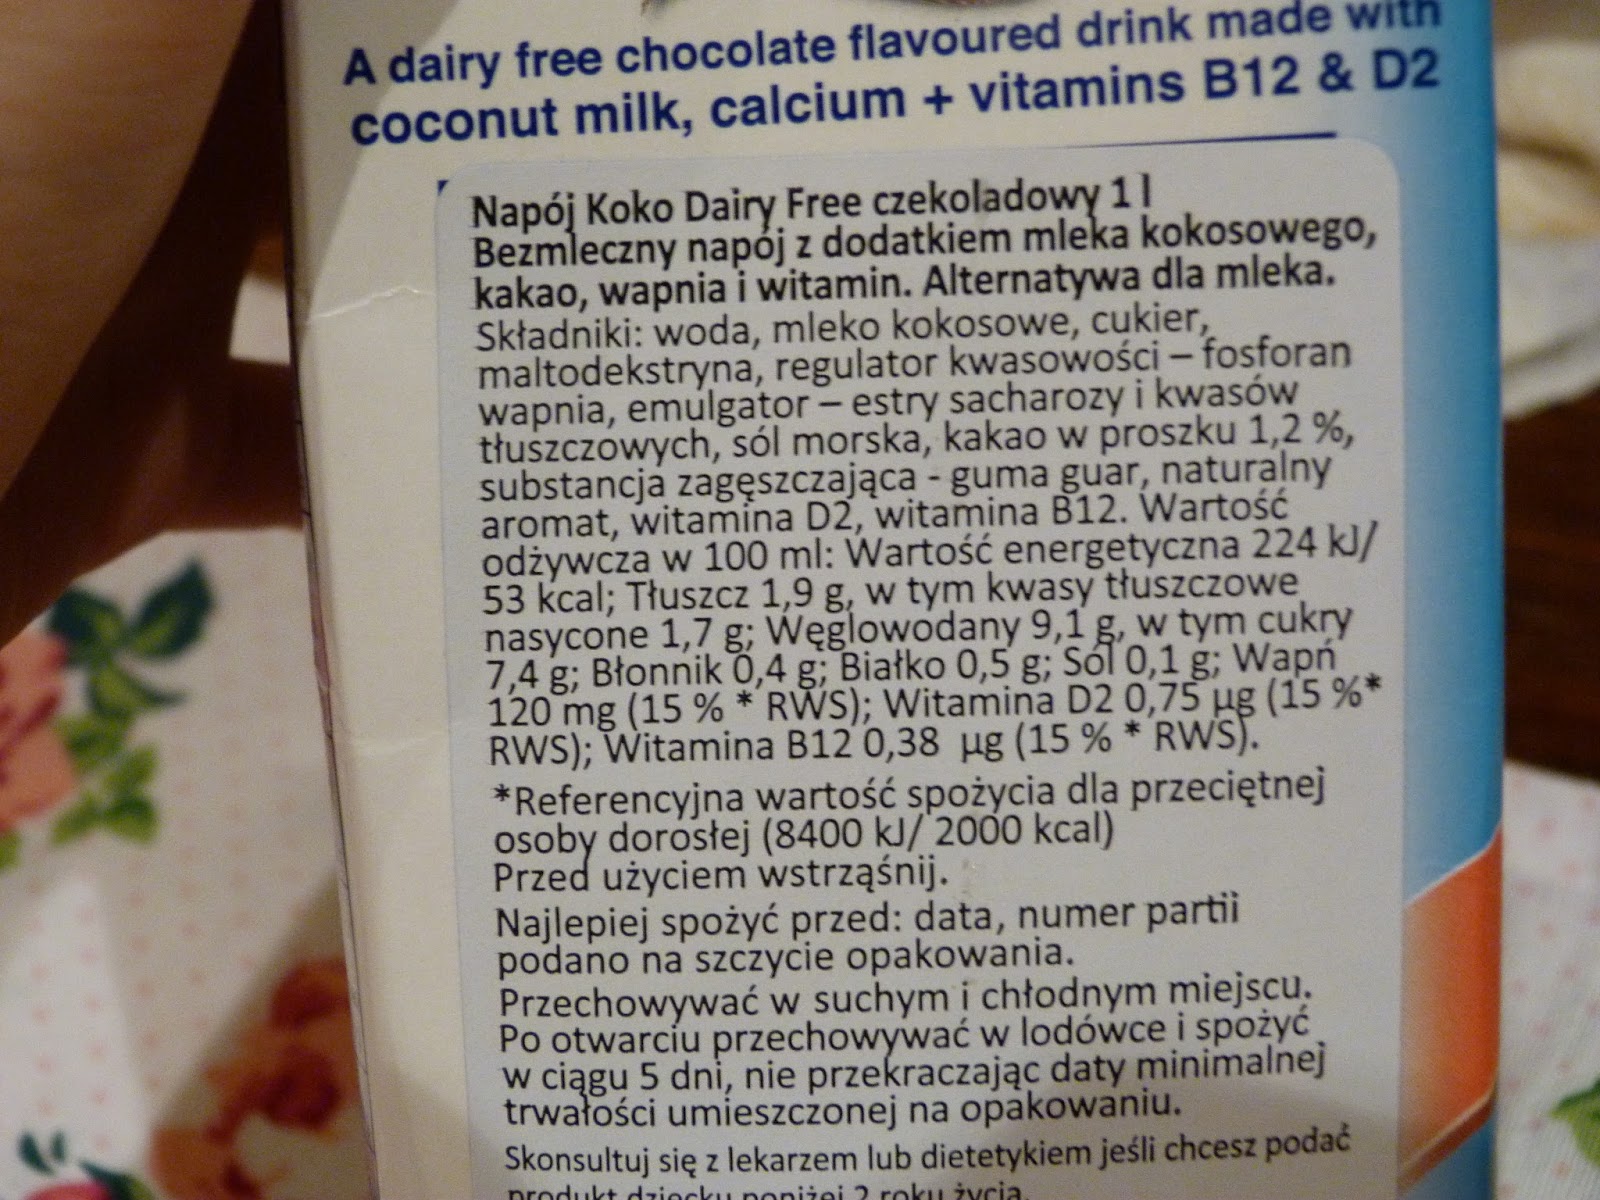 A dairy free chocolate flavoured drink made with
coconut milk, calcium + vitamins B12 & D2
Napój Koko Dairy Free czekoladowy 1 l
Bezmleczny napój z dodatkiem mleka kokosowego,
kakao, wapnia i witamin. Alternatywa dla mleka.
Składniki: woda, mleko kokosowe, cukier,
maltodekstryna, regulator kwasowości – fosforan
wapnia, emulgator – estry sacharozy i kwasów
tłuszczowych, sól morska, kakao w proszku 1,2 %,
substancja zagęszczająca - guma guar, naturalny
aromat, witamina D2, witamina B12. Wartość
odżywcza w 100 ml: Wartość energetyczna 224 kJ/
53 kcal; Tłuszcz 1,9 g, w tym kwasy tłuszczowe
nasycone 1,7 g; Węglowodany 9,1 g, w tym cukry
7,4 g; Błonnik 0,4 g; Białko 0,5 g; Sól 0,1 g; Wapń
120 mg (15 % * RWS); Witamina D2 0,75 µg (15 %*
RWS); Witamina B12 0,38 µg (15 % * RWS).
*Referencyjna wartość spożycia dla przeciętnej
osoby dorosłej (8400 kJ/ 2000 kcal)
Przed użyciem wstrząśnij.
Najlepiej spożyć przed: data, numer partii
podano na szczycie opakowania.
Przechowywać w suchym i chłodnym miejscu.
Po otwarciu przechowywać w lodówce i spożyć
w ciągu 5 dni, nie przekraczając daty minimalnej
trwałości umieszczonej na opakowaniu.
Skonsultuj się z lekarzem lub dietetykiem jeśli chcesz podać
produkt dziecku poniżej 2 roku życia.